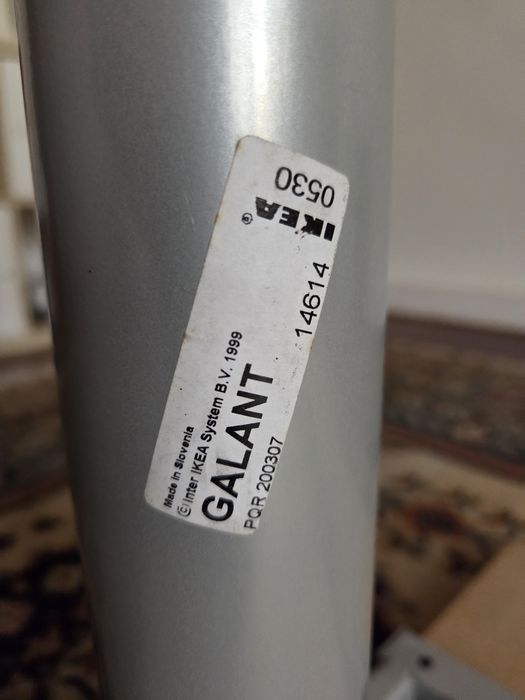 Made in Slovenia
© Inter IKEA System B.V. 1999
GALANT
PQR 200307
14614
IKEA®
0530